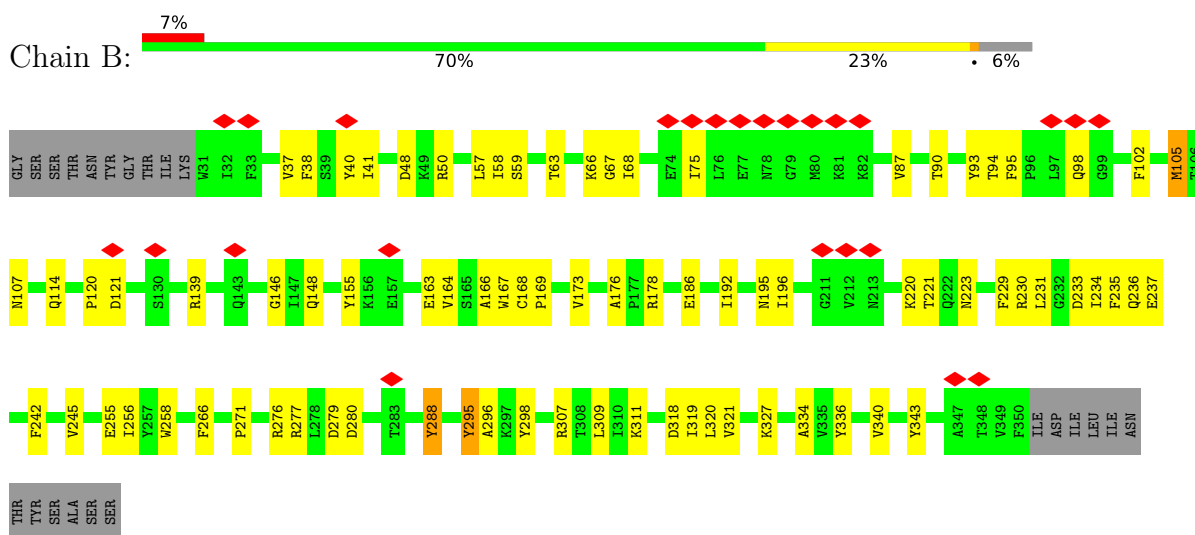 7%
Chain B:
70% 23% • 6%
GLY SER SER THR ASN TYR GLY THR ILE LYS W31 I32 F33 V37 F38 S39 Y40 I41 D48 K49 R50 L57 I58 S59 T63 K66 G67 I68 E74 I75 L76 E77 N78 G79 M80 K81 K82 V87 T90 Y93 T94 F95 P96 L97 Q98 G99 F102 M105 T106
N107 Q114 P120 D121 S130 R139 Q143 G146 I147 Q148 Y155 K156 E157 E163 V164 S165 A166 W167 C168 P169 V173 A176 P177 R178 E186 I192 N195 I196 G211 V212 N213 K220 T221 Q222 N223 F229 R230 L231 G232 D233 I234 F235 Q236 E237
F242 V245 E255 I256 Y257 W258 F266 P271 R276 R277 L278 D279 D280 T283 Y288 Y295 A296 K297 Y298 R307 T308 L309 I310 K311 D318 I319 L320 V321 K327 A334 V335 Y336 V340 Y343 A347 T348 V349 F350 ILE ASP ILE LEU ILE ASN
THR TYR SER ALA SER SER